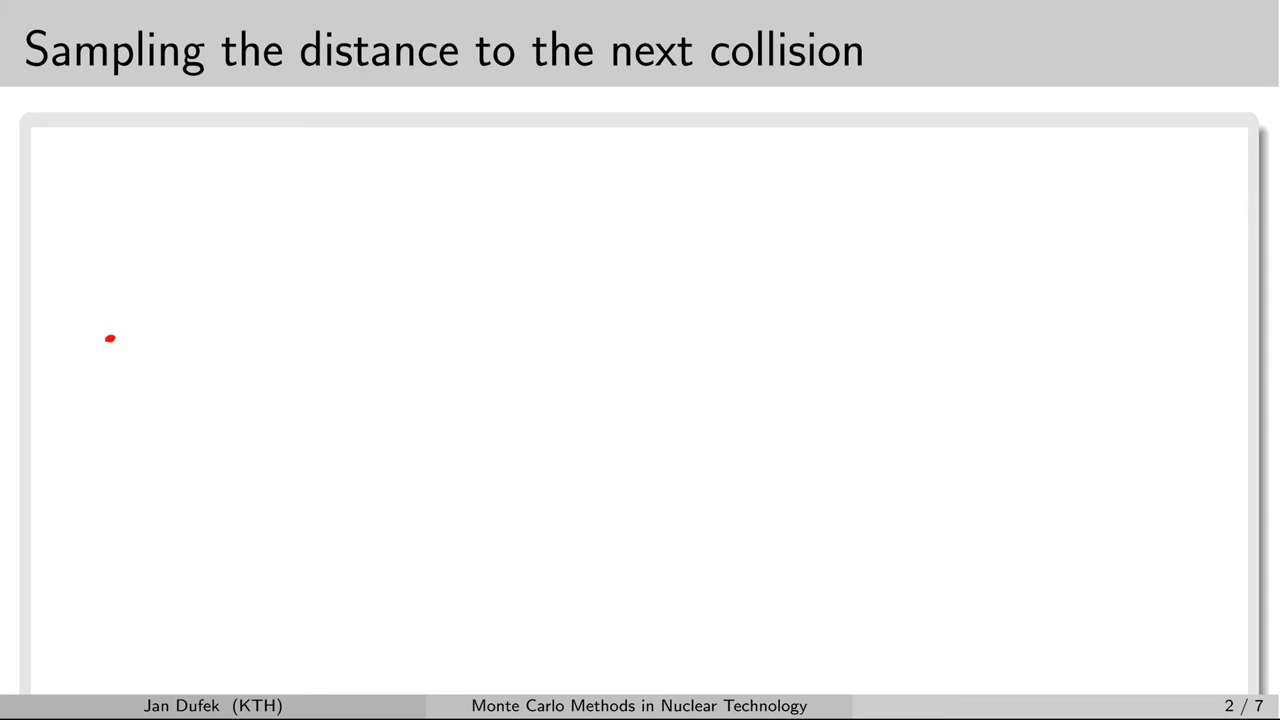 Sampling the distance to the next collision
Jan Dufek (KTH)
Monte Carlo Methods in Nuclear Technology
2 / 7